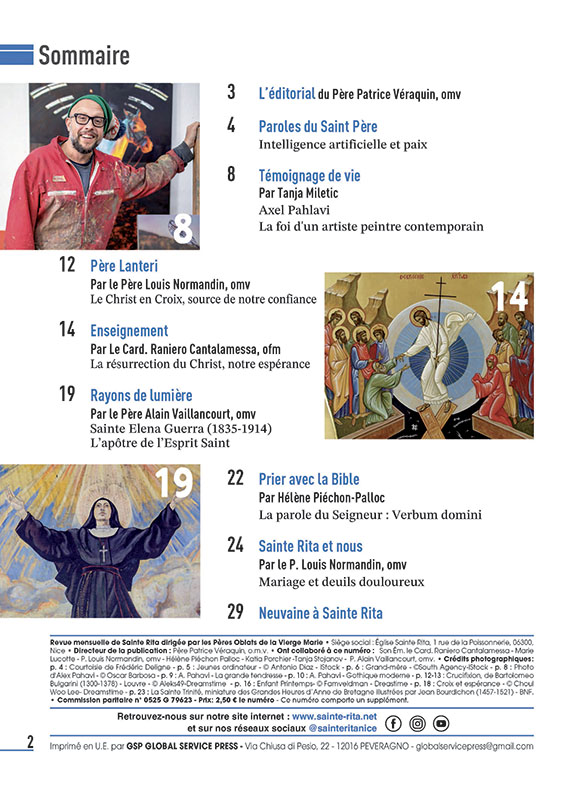 Sommaire
3 L'éditorial du Père Patrice Véraquin, omv
4 Paroles du Saint Père
Intelligence artificielle et paix
8 Témoignage de vie
Par Tanja Miletic
Axel Pahlavi
La foi d'un artiste peintre contemporain
8
12 Père Lanteri
Par le Père Louis Normandin, omv
Le Christ en Croix, source de notre confiance
14 Enseignement
Par Le Card. Raniero Cantalamessa, ofm
La résurrection du Christ, notre espérance
14
19 Rayons de lumière
Par le Père Alain Vaillancourt, omv
Sainte Elena Guerra (1835-1914)
L'apôtre de l'Esprit Saint
19
22 Prier avec la Bible
Par Hélène Piéchon-Palloc
La parole du Seigneur : Verbum domini
24 Sainte Rita et nous
Par le P. Louis Normandin, omv
Mariage et deuils douloureux
29 Neuvaine à Sainte Rita
Revue mensuelle de Sainte Rita dirigée par les Pères Oblats de la Vierge Marie • Siège social : Église Sainte Rita, 1 rue de la Poissonnerie, 06300,
Nice • Directeur de la publication : Père Patrice Véraquin, o.m.v. • Ont collaboré à ce numéro : Son Ém. le Card. Raniero Cantalamessa - Marie
Lucotte - P. Louis Normandin, omv - Hélène Piéchon Palloc - Katia Porchier -Tanja Stojanov - P. Alain Vaillancourt, omv. • Crédits photographiques:
p. 4 : Courtoise de Frédéric Deligne - p. 5 : Jeunes ordinateur - © Antonio Diaz - iStock - p. 6 : Grand-mère - ©South Agency-iStock - p. 8 : Photo
d'Alex Pahavi - © Oscar Barbosa - p. 9 : A. Pahavi - La grande tendresse - p. 10 : A. Pahavi - Gothique moderne - p. 12-13 : Crucifixion, de Bartolomeo
Bulgarini (1300-1378) - Louvre - © Aleks49-Dreamstime - p. 16 : Enfant Printemps- © Famveldman - Dreastime - p. 18 : Croix et espérance - © Choul
Woo Lee- Dreamstime - p. 23 : La Sainte Trinité, miniature des Grandes Heures d'Anne de Bretagne illustrées par Jean Bourdichon (1457-1521) - BNF.
• Commission paritaire n° 0525 G 79623 - Prix: 2,50 € le numéro - Ce numéro comporte un supplément.
Retrouvez-nous sur notre site internet : www.sainte-rita.net
et sur nos réseaux sociaux @sainteritanice
2 Imprimé en U.E. par GSP GLOBAL SERVICE PRESS - Via Chiusa di Pesio, 22 - 12016 PEVERAGNO - globalservicepress@gmail.com